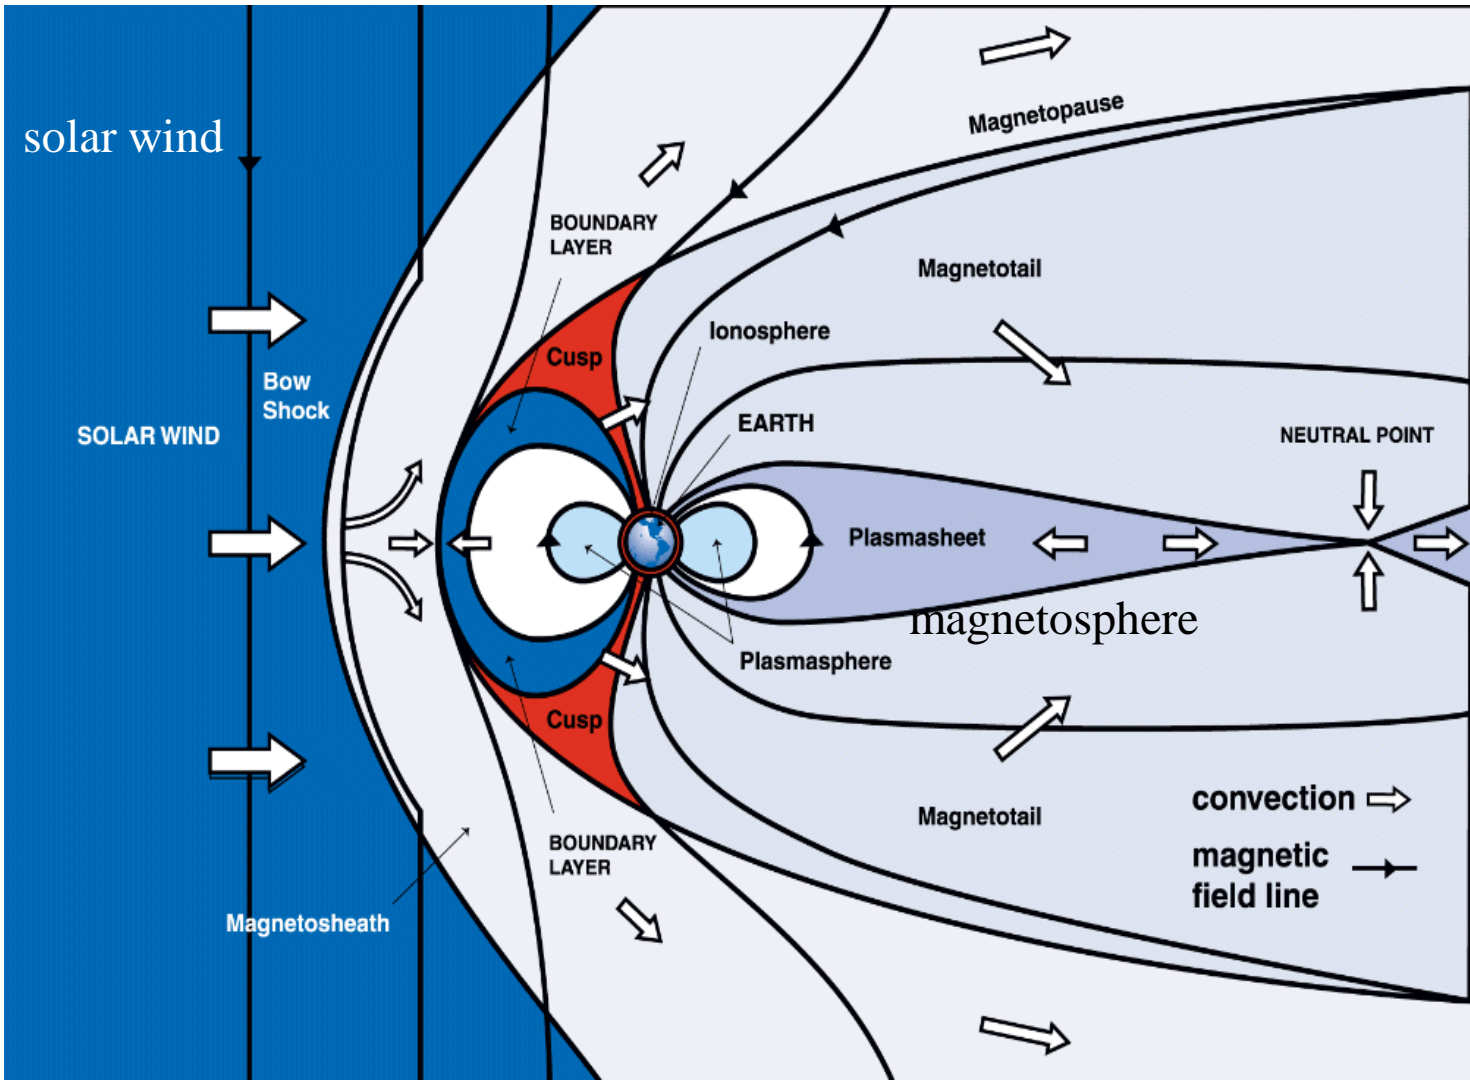 solar wind
Magnetopause
BOUNDARY
LAYER
Magnetotail
Ionosphere
Cusp
Bow
Shock
EARTH
SOLAR WIND
NEUTRAL POINT
Plasmasheet
magnetosphere
Plasmasphere
Cusp
convection
Magnetotail
BOUNDARY
LAYER
magnetic
field line
Magnetosheath